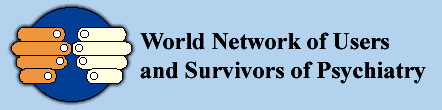 World Network of Users
and Survivors of Psychiatry